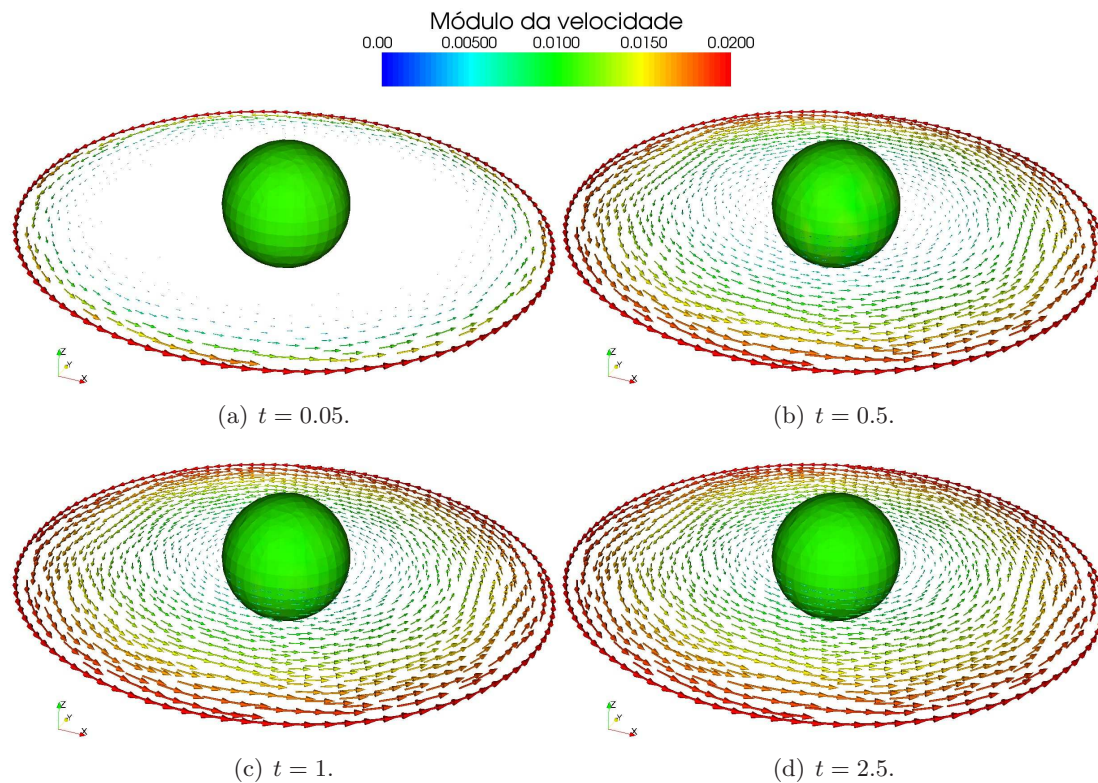 Módulo da velocidade
0.00 0.00500 0.0100 0.0150 0.0200
Z
Y
X
Z
Y
X
(a) t = 0.05.
(b) t = 0.5.
Z
Y
X
Z
Y
X
(c) t = 1.
(d) t = 2.5.